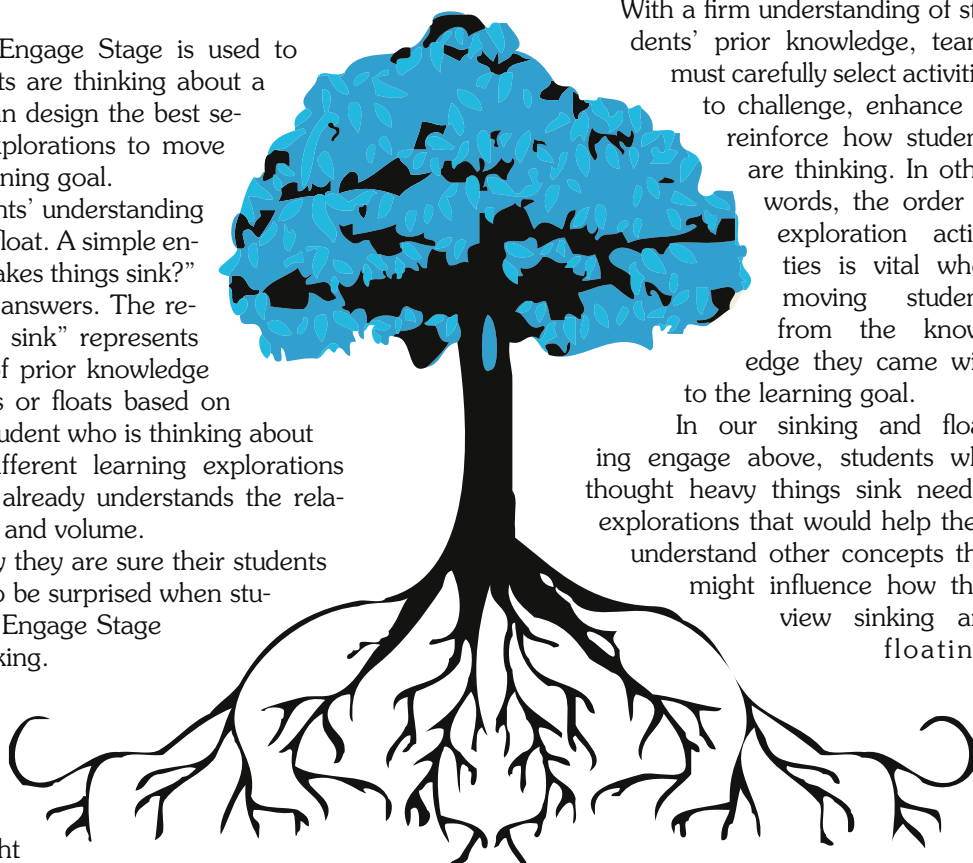 Engage Stage is used to
ts are thinking about a
n design the best se-
xplorations to move
ning goal.
nts' understanding
float. A simple en-
akes things sink?"
answers. The re-
sink" represents
of prior knowledge
s or floats based on
udent who is thinking about
ifferent learning explorations
already understands the rela-
and volume.
y they are sure their students
o be surprised when stu-
Engage Stage
king.
ht
With a firm understanding of st
dents' prior knowledge, tear
must carefully select activiti
to challenge, enhance
reinforce how studen
are thinking. In oth
words, the order
exploration acti
ties is vital whe
moving studen
from the know
edge they came wi
to the learning goal.
In our sinking and floa
ing engage above, students wh
thought heavy things sink need
explorations that would help the
understand other concepts th
might influence how th
view sinking an
floatin